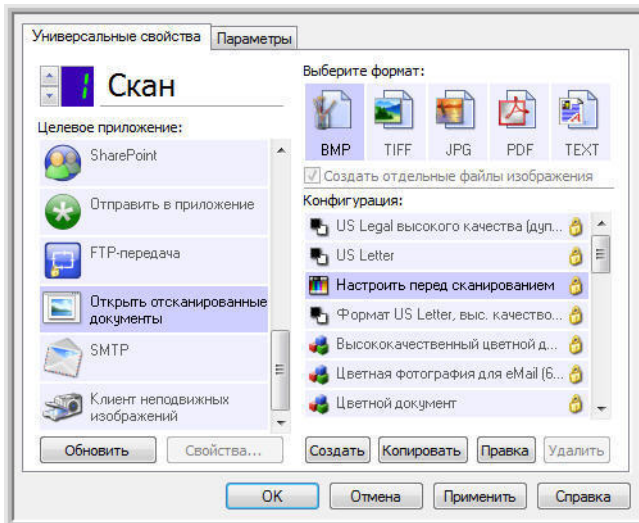 Универсальные свойства
Параметры
1
Скан
Целевое приложение:
SharePoint
Отправить в приложение
FTP-передача
Открыть отсканированные
документы
SMTP
Клиент неподвижных
изображений
Обновить
Свойства...
Выберите формат:
BMP
TIFF
JPG
PDF
TEXT
Создать отдельные файлы изображения
Конфигурация:
US Legal высокого качества (дуп...
US Letter
Настроить перед сканированием
Формат US Letter, выс. качество...
Высококачественный цветной д...
Цветная фотография для eMail (6...
Цветной документ
Создать
Копировать
Правка
Удалить
OK
Отмена
Применить
Справка